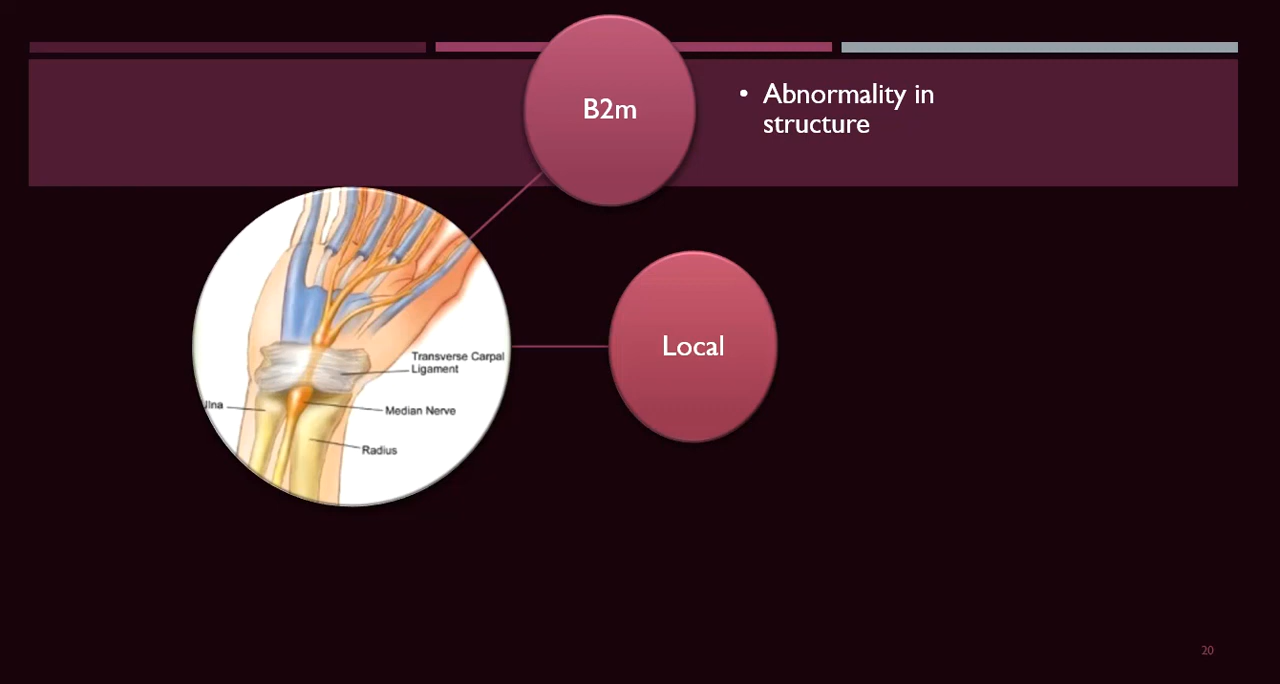 B2m
• Abnormality in
structure
Local
Transverse Carpal
Ligament
Median Nerve
Radius
20